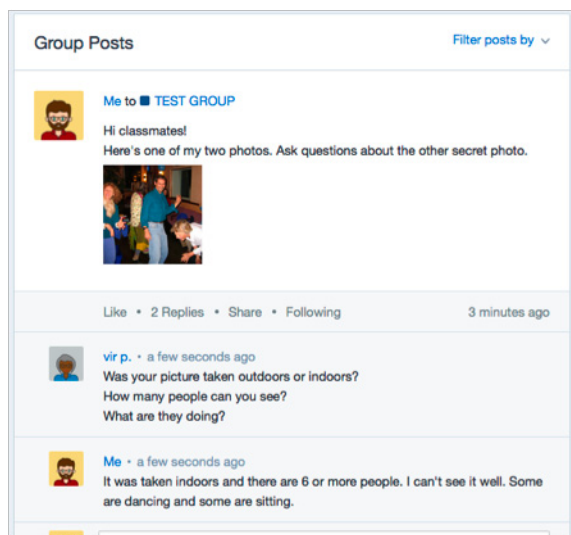 Group Posts
Filter posts by
Me to TEST GROUP
Hi classmates!
Here's one of my two photos. Ask questions about the other secret photo.
Like • 2 Replies • Share • Following
3 minutes ago
vir p. • a few seconds ago
Was your picture taken outdoors or indoors?
How many people can you see?
What are they doing?
Me • a few seconds ago
It was taken indoors and there are 6 or more people. I can't see it well. Some
are dancing and some are sitting.